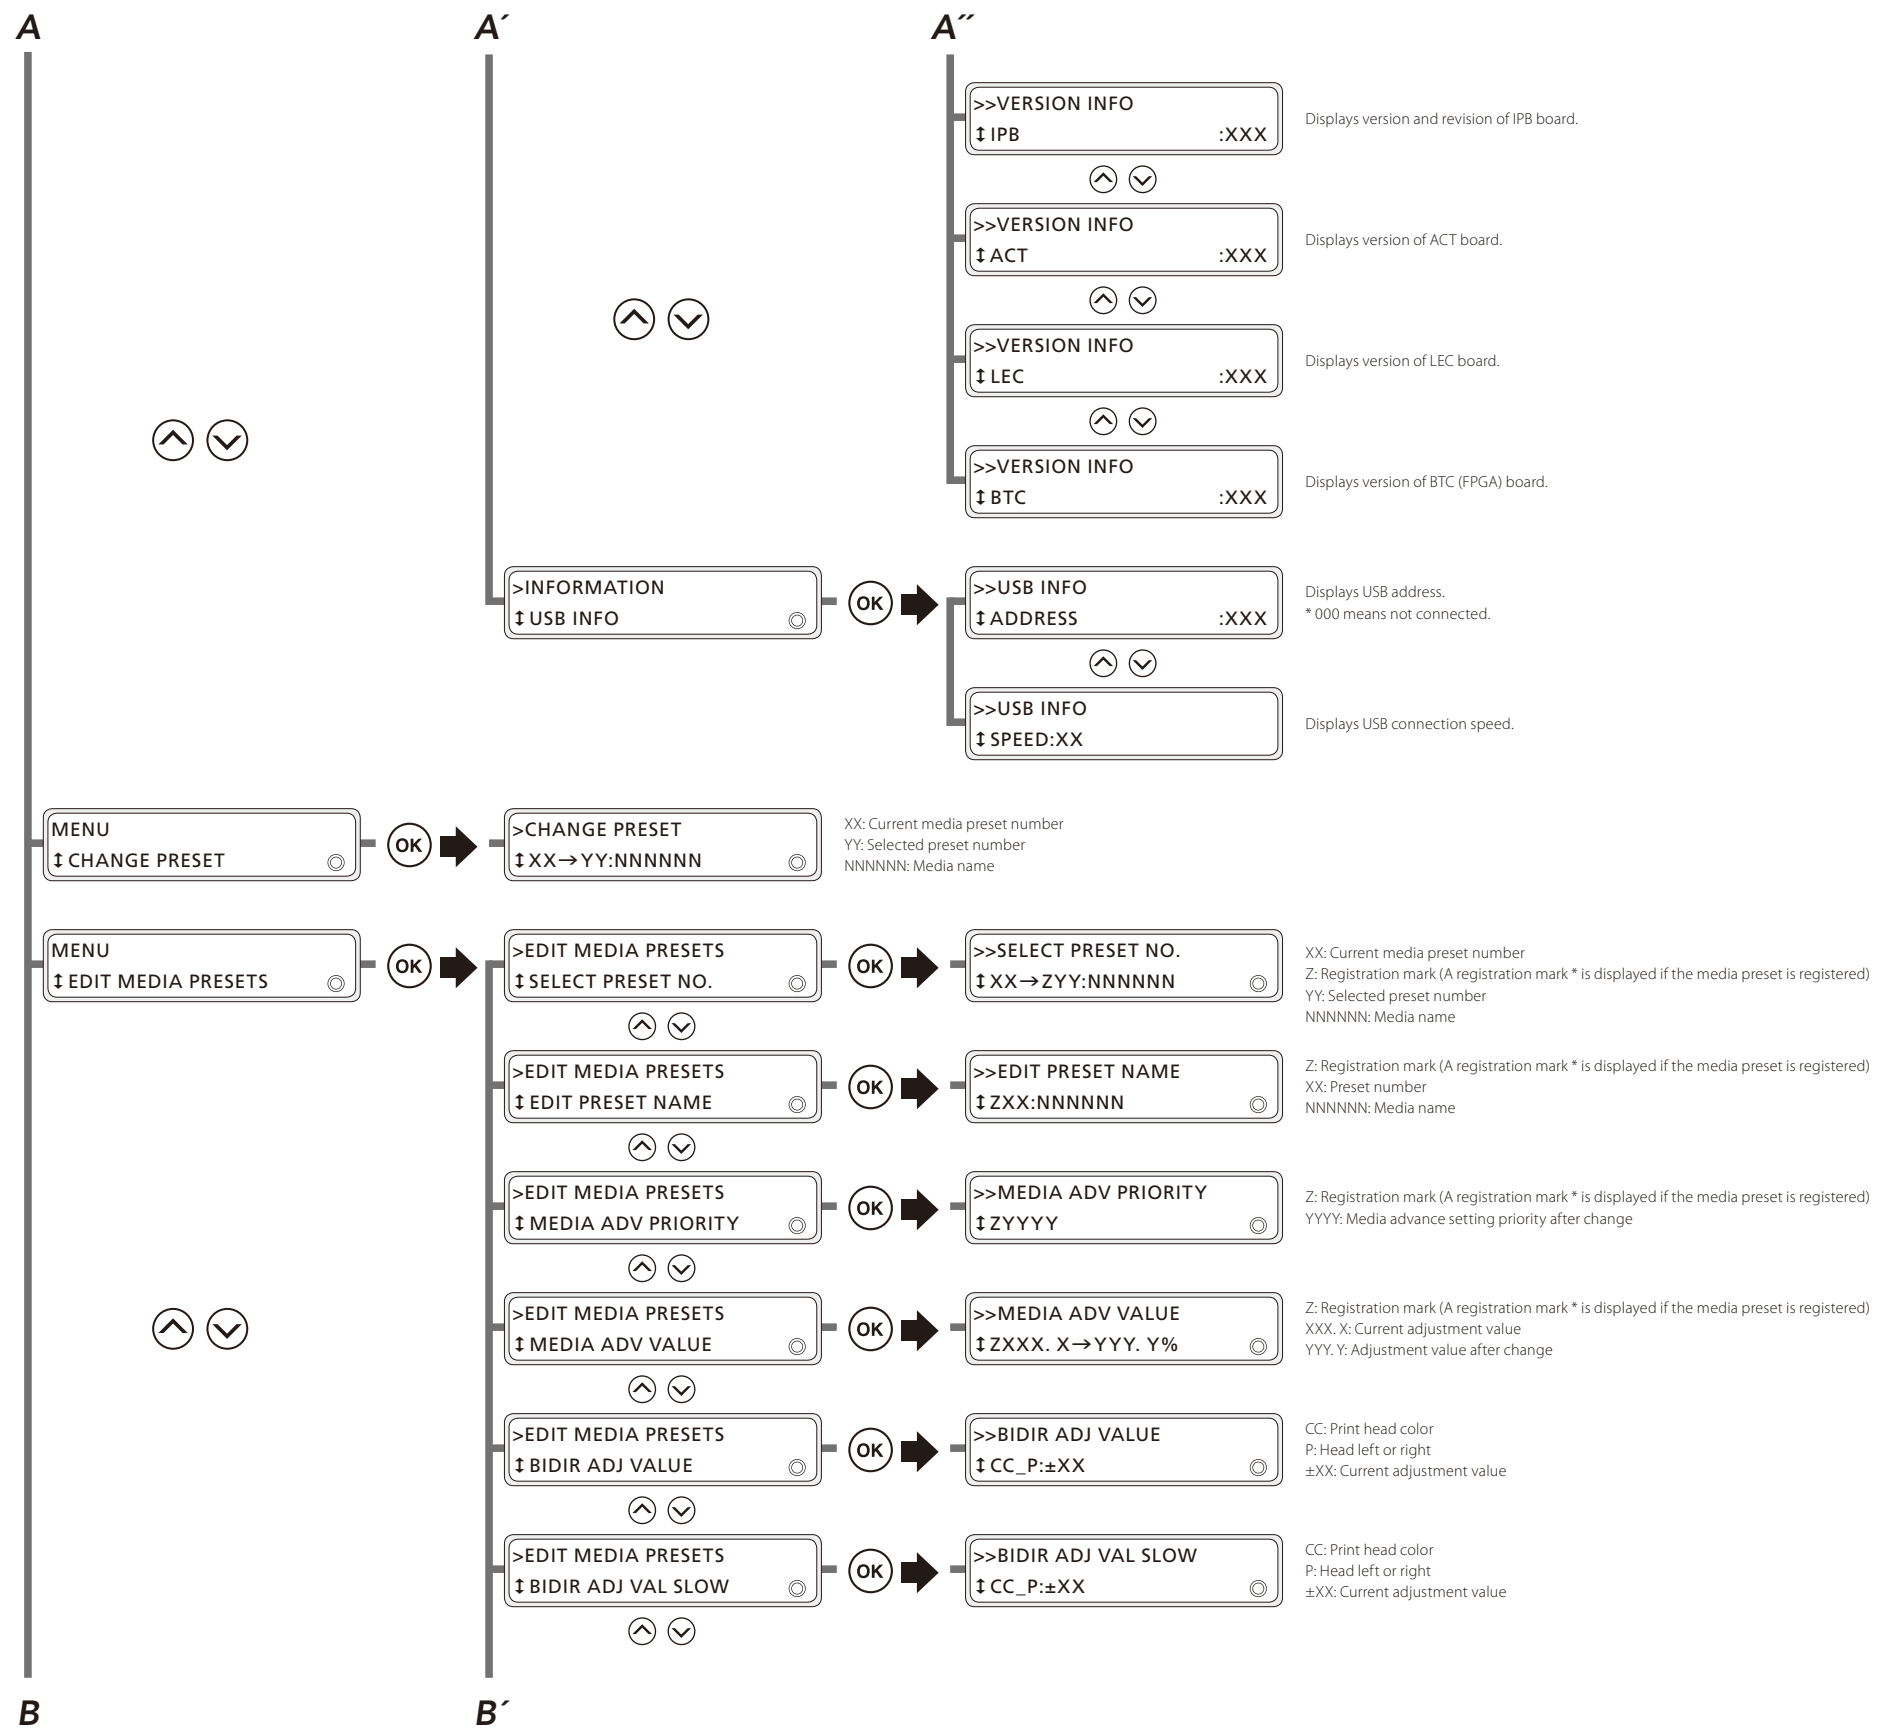 A
A´
A´´
>>VERSION INFO
↕IPB :XXX
Displays version and revision of IPB board.
>>VERSION INFO
↕ACT :XXX
Displays version of ACT board.
>>VERSION INFO
↕LEC :XXX
Displays version of LEC board.
>>VERSION INFO
↕BTC :XXX
Displays version of BTC (FPGA) board.
>INFORMATION
↕USB INFO
OK
>>USB INFO
↕ADDRESS :XXX
Displays USB address.
* 000 means not connected.
>>USB INFO
↕SPEED:XX
Displays USB connection speed.
MENU
↕CHANGE PRESET
OK
>CHANGE PRESET
↕XX→YY:NNNNNN
XX: Current media preset number
YY: Selected preset number
NNNNNN: Media name
MENU
↕EDIT MEDIA PRESETS
OK
>EDIT MEDIA PRESETS
↕SELECT PRESET NO.
OK
>>SELECT PRESET NO.
↕XX→ZYY:NNNNNN
XX: Current media preset number
Z: Registration mark (A registration mark * is displayed if the media preset is registered)
YY: Selected preset number
NNNNNN: Media name
>EDIT MEDIA PRESETS
↕EDIT PRESET NAME
OK
>>EDIT PRESET NAME
↕ZXX:NNNNNN
Z: Registration mark (A registration mark * is displayed if the media preset is registered)
XX: Preset number
NNNNNN: Media name
>EDIT MEDIA PRESETS
↕MEDIA ADV PRIORITY
OK
>>MEDIA ADV PRIORITY
↕ZYYYY
Z: Registration mark (A registration mark * is displayed if the media preset is registered)
YYYY: Media advance setting priority after change
>EDIT MEDIA PRESETS
↕MEDIA ADV VALUE
OK
>>MEDIA ADV VALUE
↕ZXXX. X→YYY. Y%
Z: Registration mark (A registration mark * is displayed if the media preset is registered)
XXX. X: Current adjustment value
YYY. Y: Adjustment value after change
>EDIT MEDIA PRESETS
↕BIDIR ADJ VALUE
OK
>>BIDIR ADJ VALUE
↕CC_P:±XX
CC: Print head color
P: Head left or right
±XX: Current adjustment value
>EDIT MEDIA PRESETS
↕BIDIR ADJ VAL SLOW
OK
>>BIDIR ADJ VAL SLOW
↕CC_P:±XX
CC: Print head color
P: Head left or right
±XX: Current adjustment value
B
B´